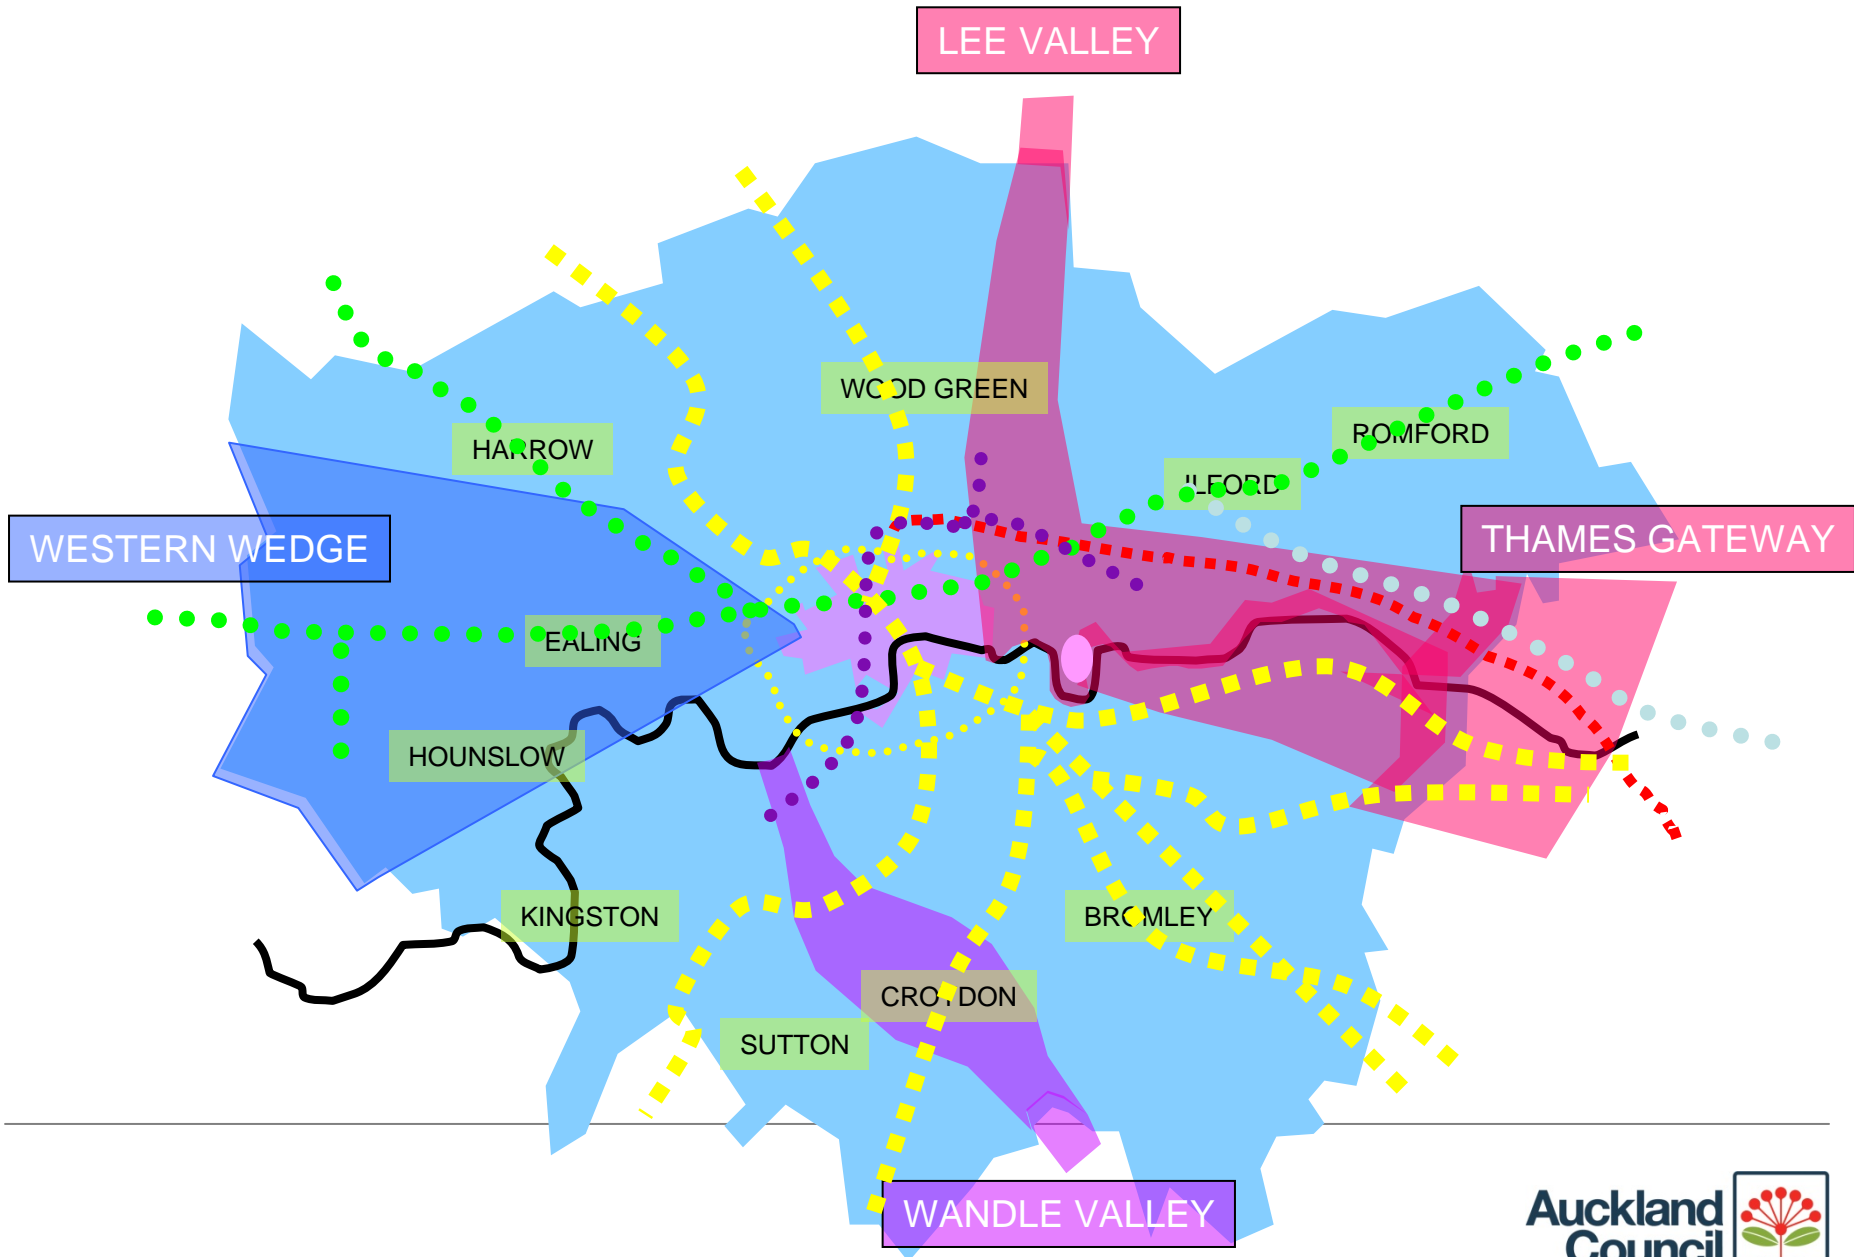 LEE VALLEY
WOOD GREEN
HARROW
ROMFORD
ILFORD
WESTERN WEDGE
THAMES GATEWAY
EALING
HOUNSLOW
KINGSTON
BROMLEY
CROYDON
SUTTON
WANDLE VALLEY
Auckland
Council